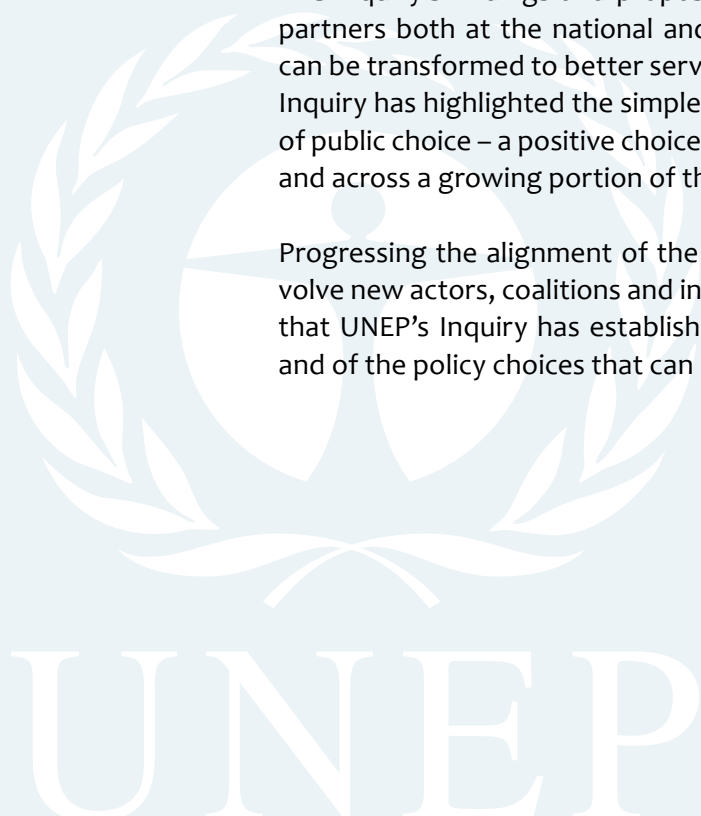 partners both at the national and
can be transformed to better serv
Inquiry has highlighted the simple
of public choice – a positive choice
and across a growing portion of th
Progressing the alignment of the
volve new actors, coalitions and in
that UNEP’s Inquiry has establish
and of the policy choices that can
UNEP